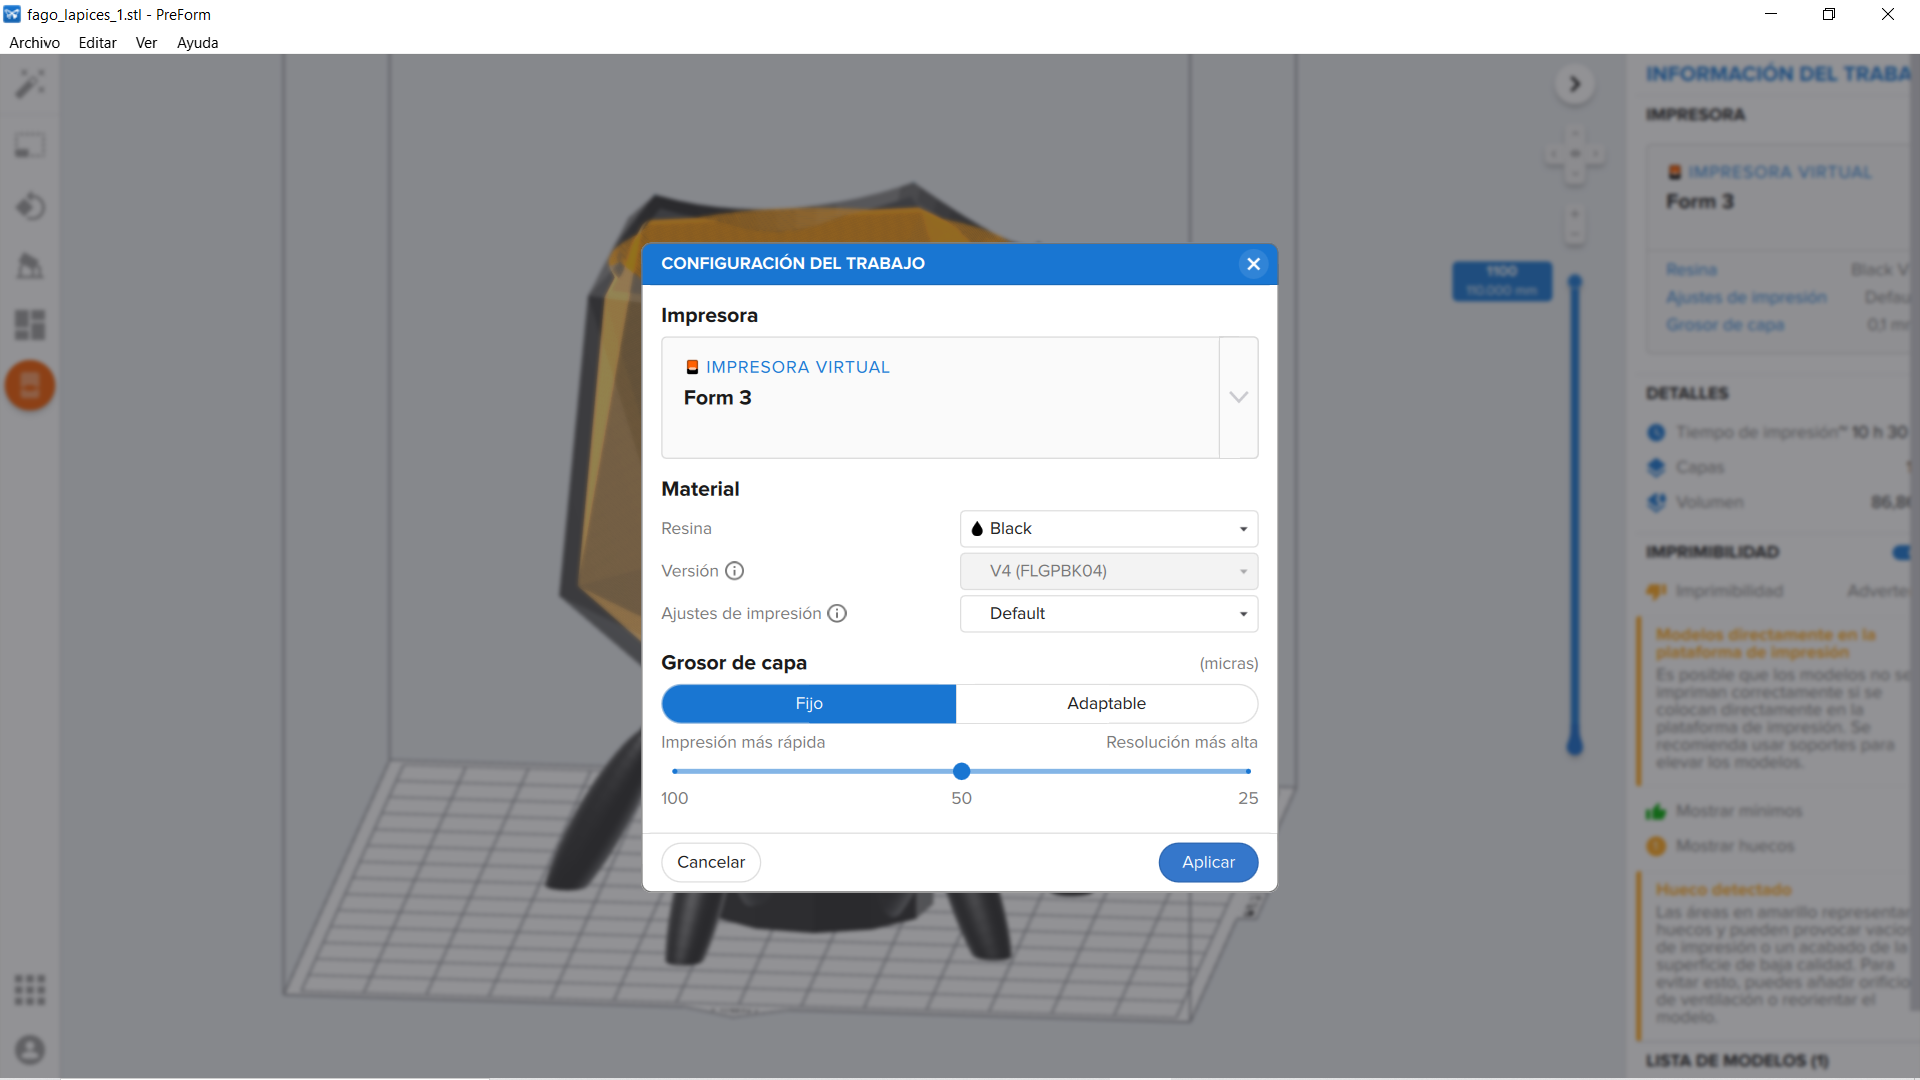 fago_lapices_1.stl - PreForm
Archivo Editar Ver Ayuda
INFORMACIÓN DEL TRABA
IMPRESORA
IMPRESORA VIRTUAL
Form 3
Resina Black V
Ajustes de impresión Defau
Grosor de capa 0,1 m
1100
110.000 mm
DETALLES
Tiempo de impresión~ 10 h 30
Capas
Volumen 86,8
IMPRIMIBILIDAD
Imprimibilidad Adverte
Modelos directamente en la
plataforma de impresión
Es posible que los modelos no se
impriman correctamente si se
colocan directamente en la
plataforma de impresión. Se
recomienda usar soportes para
elevar los modelos.
Mostrar mínimos
Mostrar huecos
Hueco detectado
Las áreas en amarillo representan
huecos y pueden provocar vacíos
de impresión o un acabado de la
superficie de baja calidad. Para
evitar esto, puedes añadir orificio
de ventilación o reorientar el
modelo.
LISTA DE MODELOS (1)
CONFIGURACIÓN DEL TRABAJO
Impresora
IMPRESORA VIRTUAL
Form 3
Material
Resina Black
Versión V4 (FLGPBK04)
Ajustes de impresión Default
Grosor de capa (micras)
Fijo Adaptable
Impresión más rápida Resolución más alta
100 50 25
Cancelar Aplicar